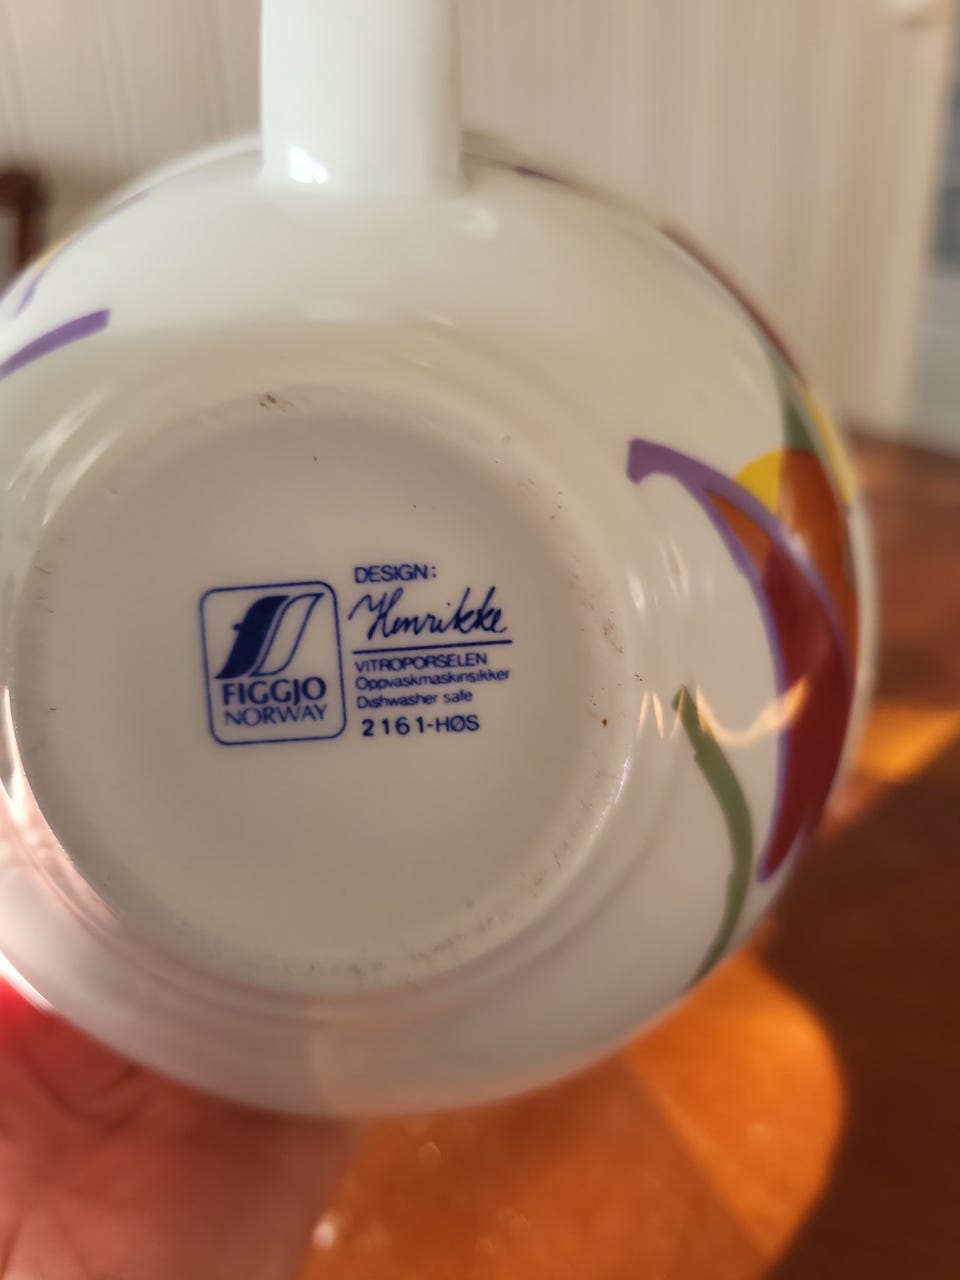 FIGGJO
NORWAY
DESIGN:
Henrikke
VITROPORSELEN
Oppvaskmaskinsikker
Dishwasher safe
2161-HØS